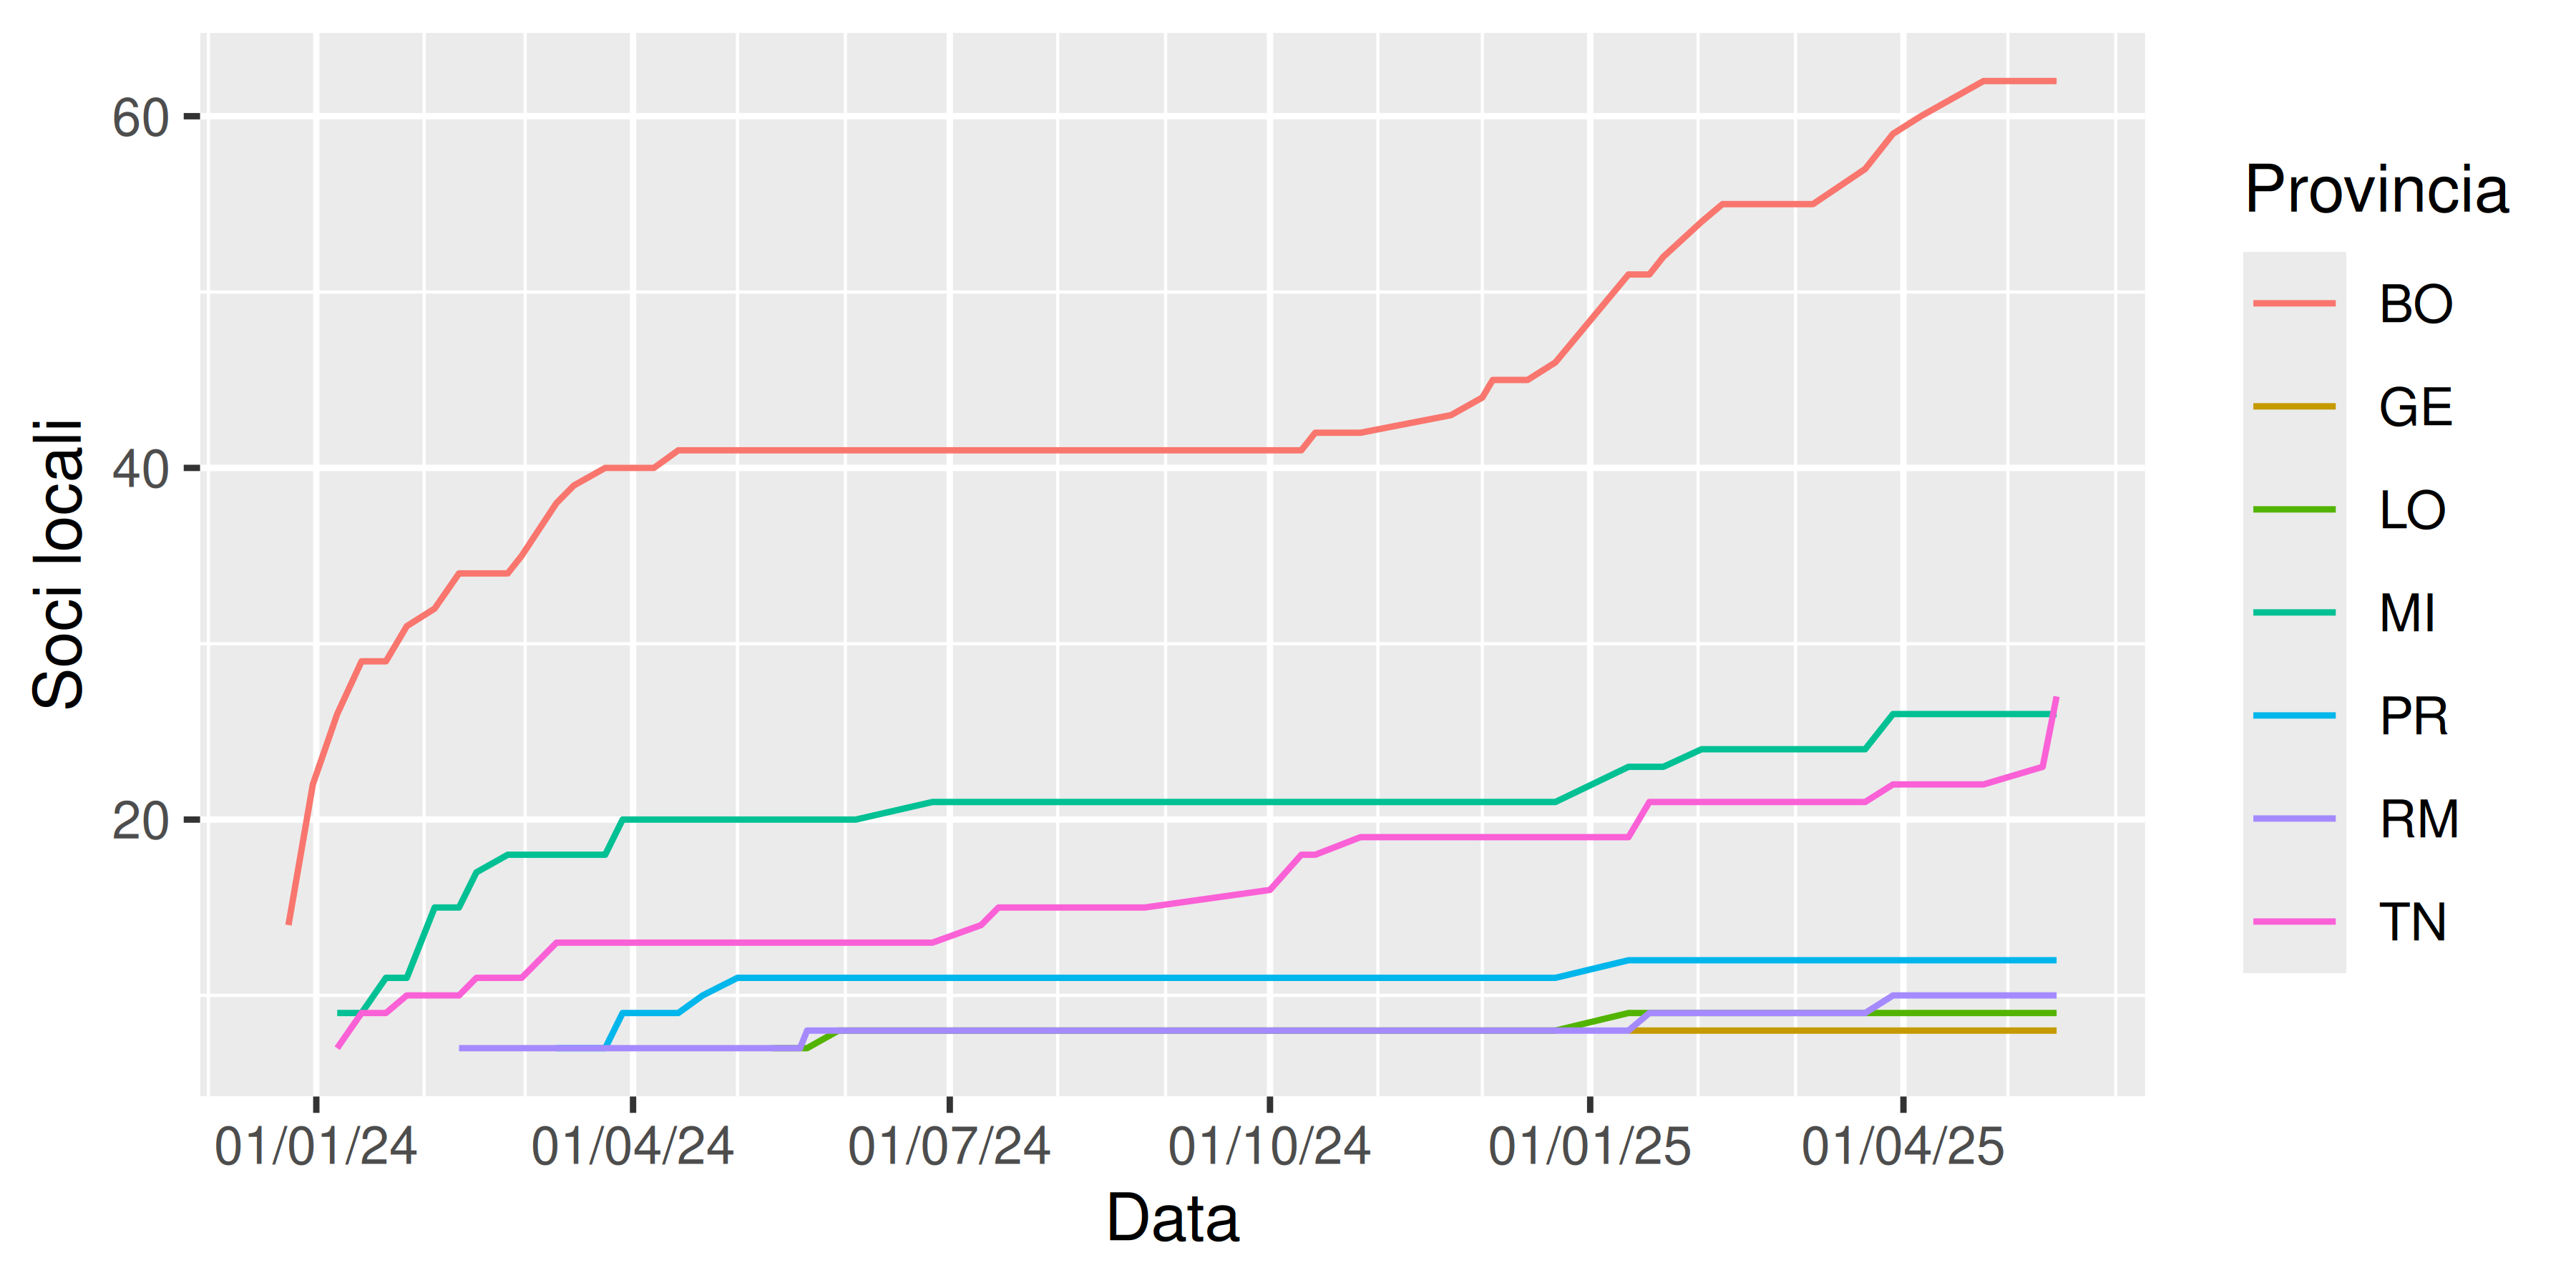 Soci locali
60
40
20
01/01/24
01/04/24
01/07/24
01/10/24
01/01/25
01/04/25
Data
Provincia
BO
GE
LO
MI
PR
RM
TN